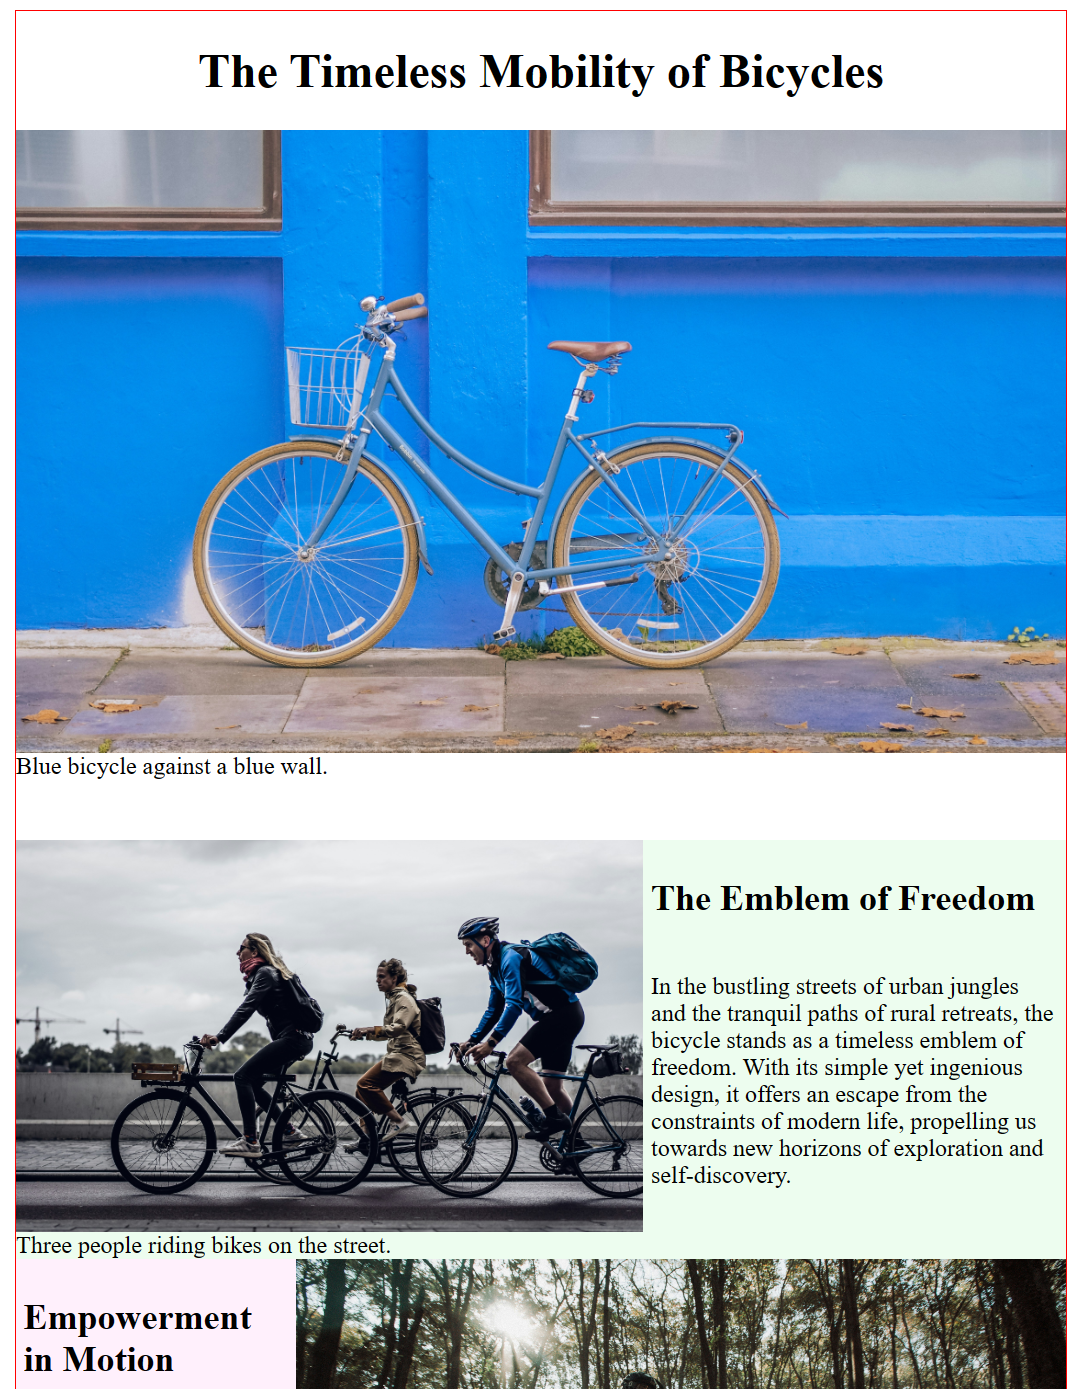 The Timeless Mobility of Bicycles
Blue bicycle against a blue wall.
The Emblem of Freedom
In the bustling streets of urban jungles
and the tranquil paths of rural retreats, the
bicycle stands as a timeless emblem of
freedom. With its simple yet ingenious
design, it offers an escape from the
constraints of modern life, propelling us
towards new horizons of exploration and
self-discovery.
Three people riding bikes on the street.
Empowerment
in Motion